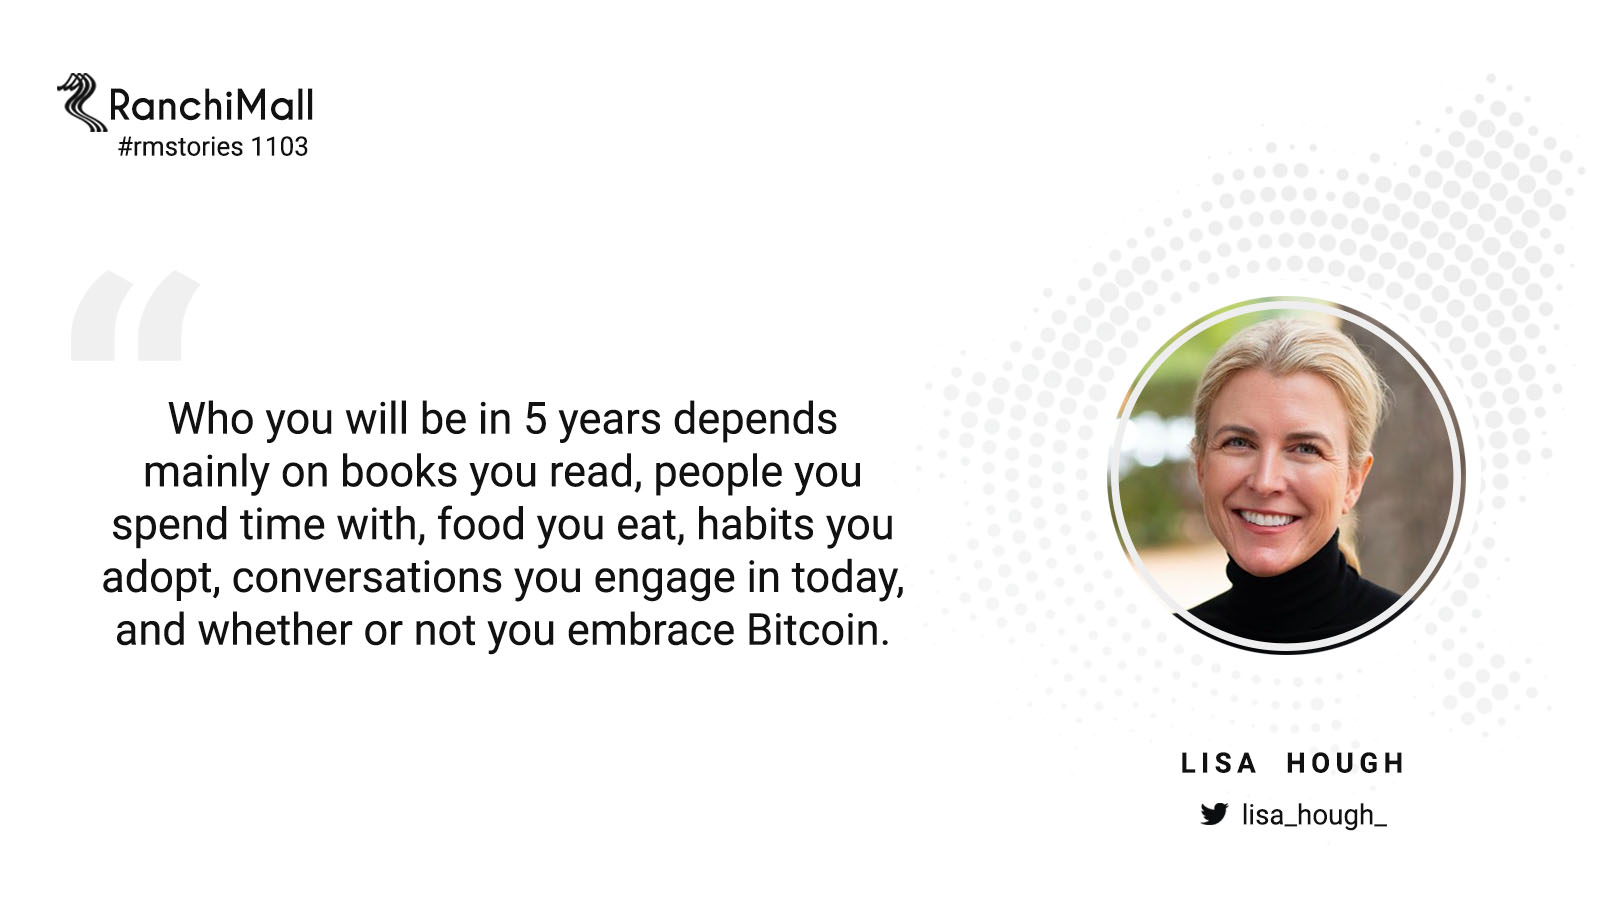 RanchiMall
#rmstories 1103
“
Who you will be in 5 years depends
mainly on books you read, people you
spend time with, food you eat, habits you
adopt, conversations you engage in today,
and whether or not you embrace Bitcoin.
LISA HOUGH
lisa_hough_